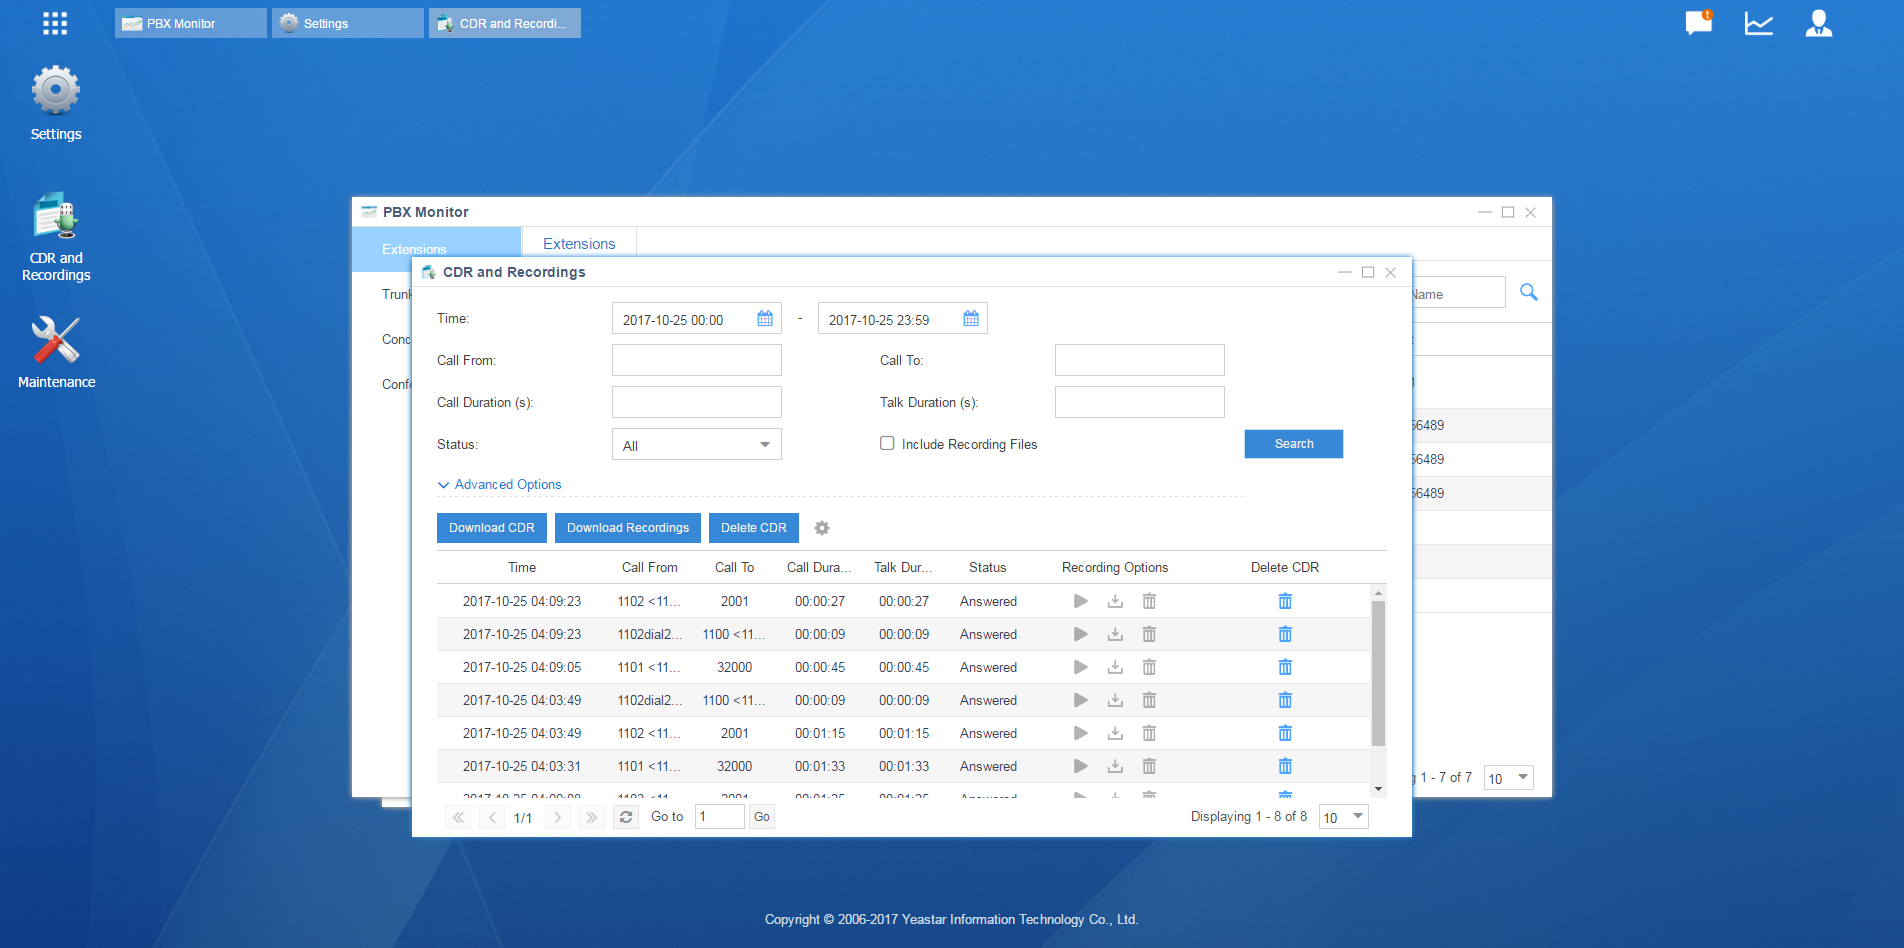 PBX Monitor
Settings
CDR and Recordi...
Settings
CDR and
Recordings
Maintenance
PBX Monitor
Extensions
Extensions
Trunk
Conc
Confe
Name
56489
56489
56489
1 - 7 of 7
10
CDR and Recordings
Time:
2017-10-25 00:00
-
2017-10-25 23:59
Call From:
Call To:
Call Duration (s):
Talk Duration (s):
Status:
All
Include Recording Files
Search
Advanced Options
Download CDR
Download Recordings
Delete CDR
Time Call From Call To Call Dura... Talk Dur... Status Recording Options Delete CDR
2017-10-25 04:09:23 1102 <11... 2001 00:00:27 00:00:27 Answered
2017-10-25 04:09:23 1102dial2... 1100 <11... 00:00:09 00:00:09 Answered
2017-10-25 04:09:05 1101 <11... 32000 00:00:45 00:00:45 Answered
2017-10-25 04:03:49 1102dial2... 1100 <11... 00:00:09 00:00:09 Answered
2017-10-25 04:03:49 1102 <11... 2001 00:01:15 00:01:15 Answered
2017-10-25 04:03:31 1101 <11... 32000 00:01:33 00:01:33 Answered
1/1
Go to
1
Go
Displaying 1 - 8 of 8
10
Copyright © 2006-2017 Yeastar Information Technology Co., Ltd.